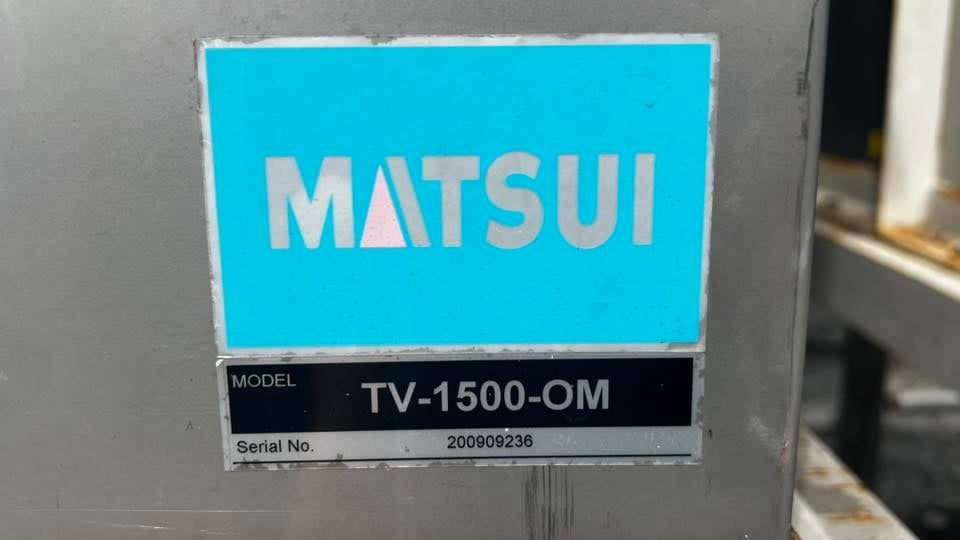 MATSUI
MODEL TV-1500-OM
Serial No. 200909236